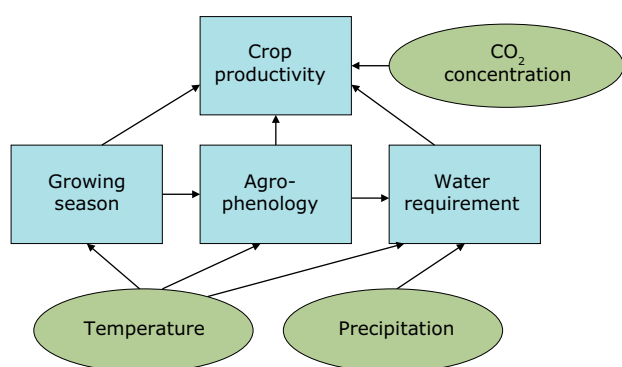 Crop
productivity
CO₂
concentration
Growing
season
Agro-
phenology
Water
requirement
Temperature
Precipitation